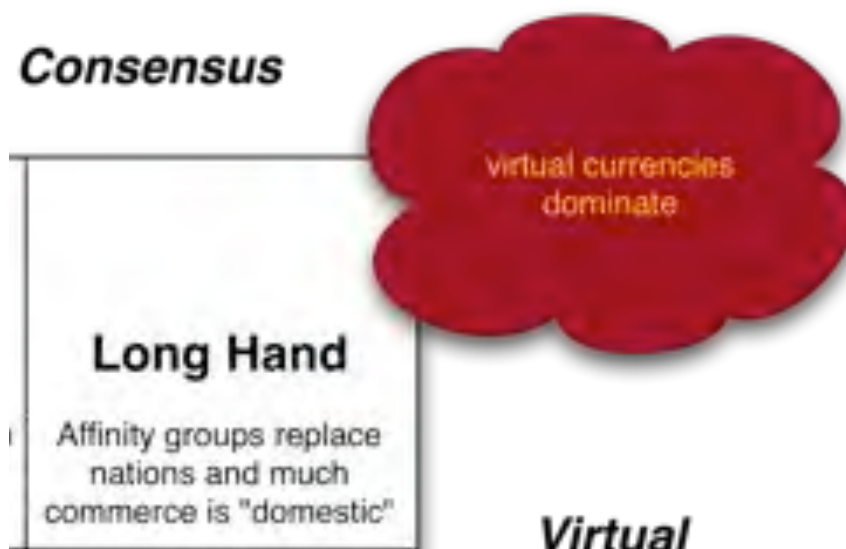 Consensus
virtual currencies
dominate
Long Hand
Affinity groups replace
nations and much
commerce is "domestic"
Virtual